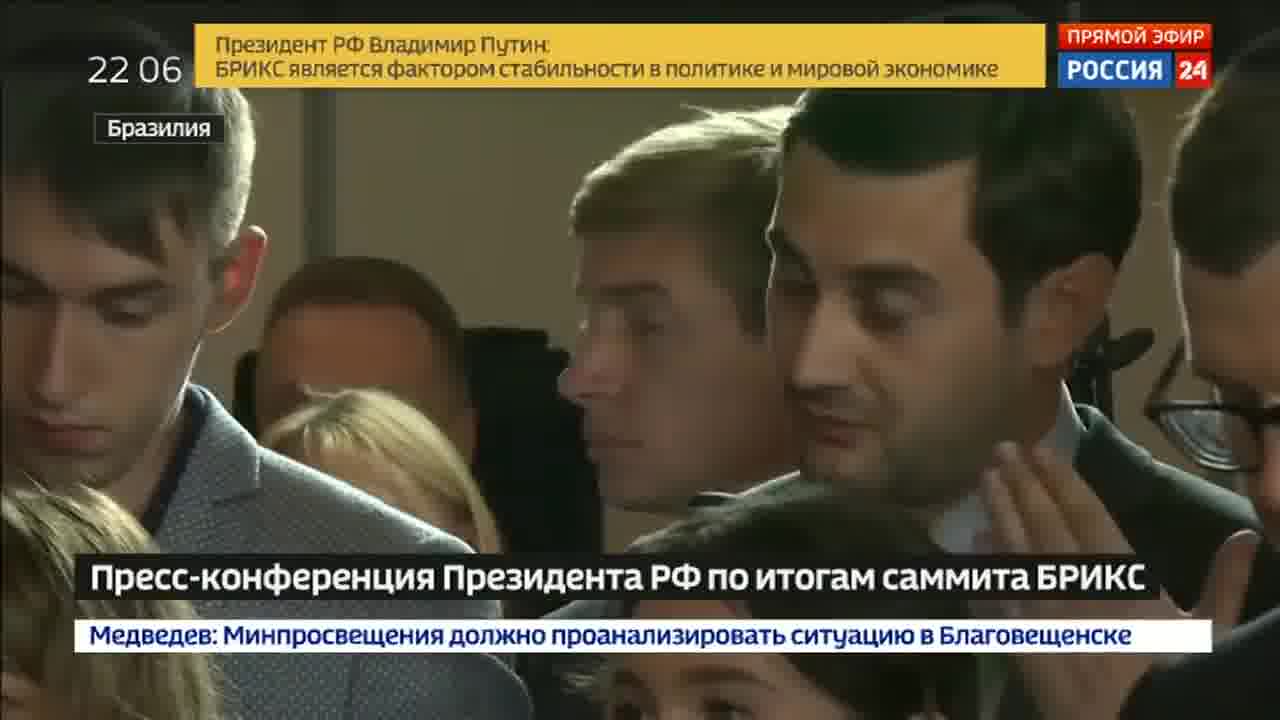 22 06
Президент РФ Владимир Путин:
БРИКС является фактором стабильности в политике и мировой экономике
ПРЯМОЙ ЭФИР
РОССИЯ 24
Бразилия
Пресс-конференция Президента РФ по итогам саммита БРИКС
Медведев: Минпросвещения должно проанализировать ситуацию в Благовещенске